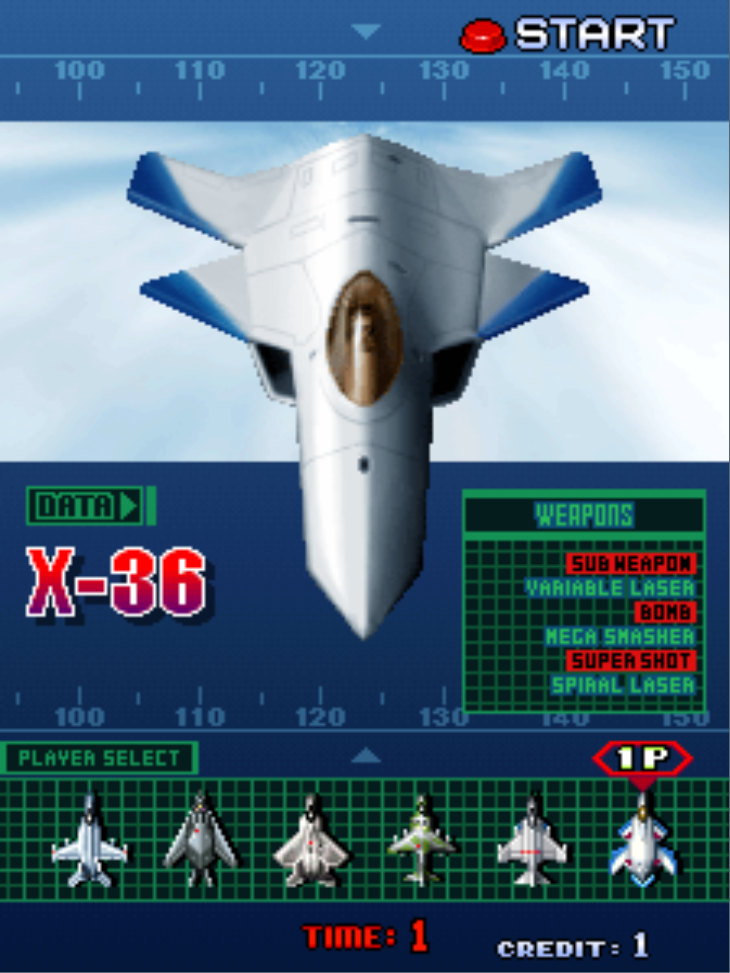 START
100 110 120 130 140 150
DATA
X-36
WEAPONS
SUB WEAPON
VARIABLE LASER
BOMB
MEGA SMASHER
SUPER SHOT
SPIRAL LASER
100 110 120 130 140 150
PLAYER SELECT
1P
TIME: 1
CREDIT: 1